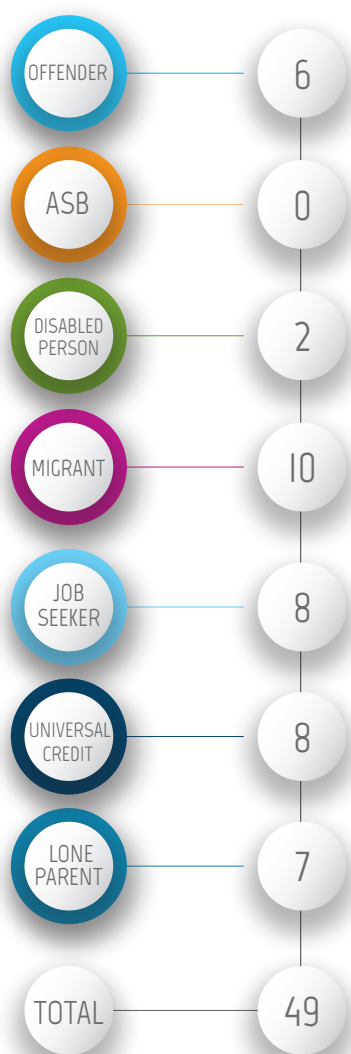 OFFENDER
6
ASB
0
DISABLED
PERSON
2
MIGRANT
10
JOB
SEEKER
8
UNIVERSAL
CREDIT
8
LONE
PARENT
7
TOTAL
49